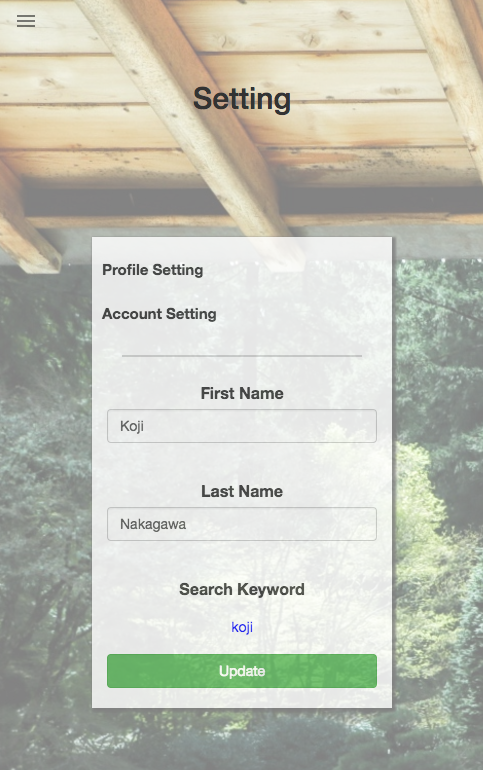 Setting
Profile Setting
Account Setting
First Name
Koji
Last Name
Nakagawa
Search Keyword
koji
Update